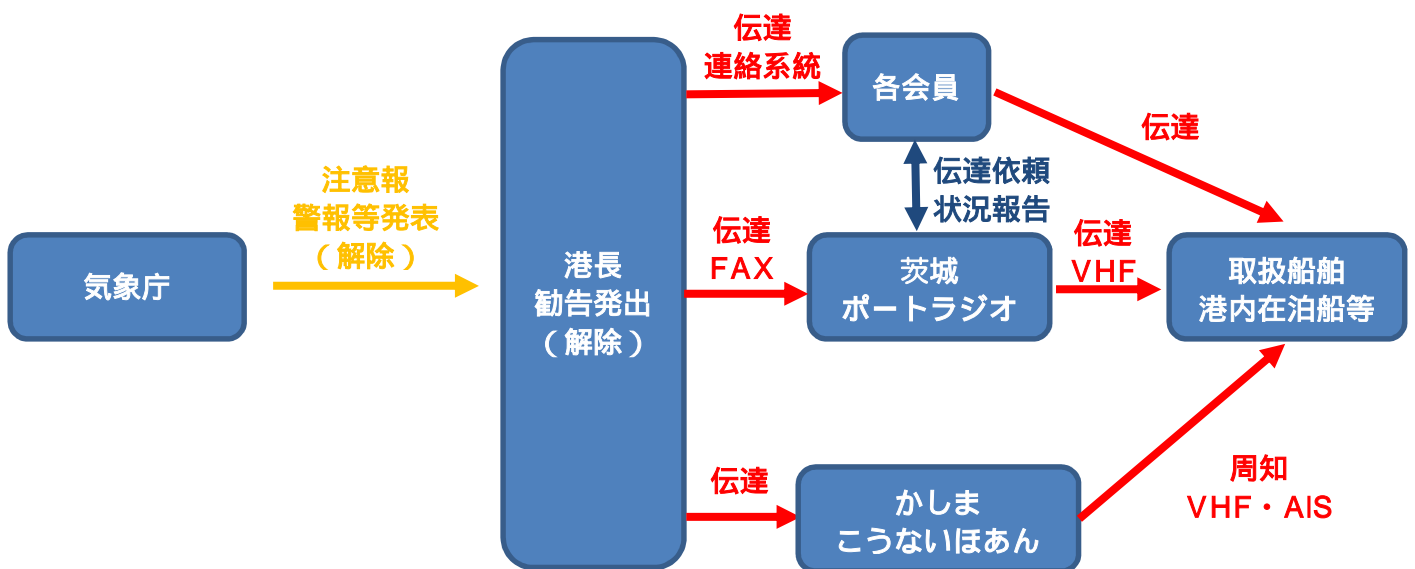 気象庁
注意報
警報等発表
（解除）
港長
勧告発出
（解除）
伝達
連絡系統
各会員
伝達
伝達依頼
状況報告
伝達
FAX
茨城
ポートラジオ
伝達
VHF
取扱船舶
港内在泊船等
伝達
かしま
こうないほあん
周知
VHF・AIS